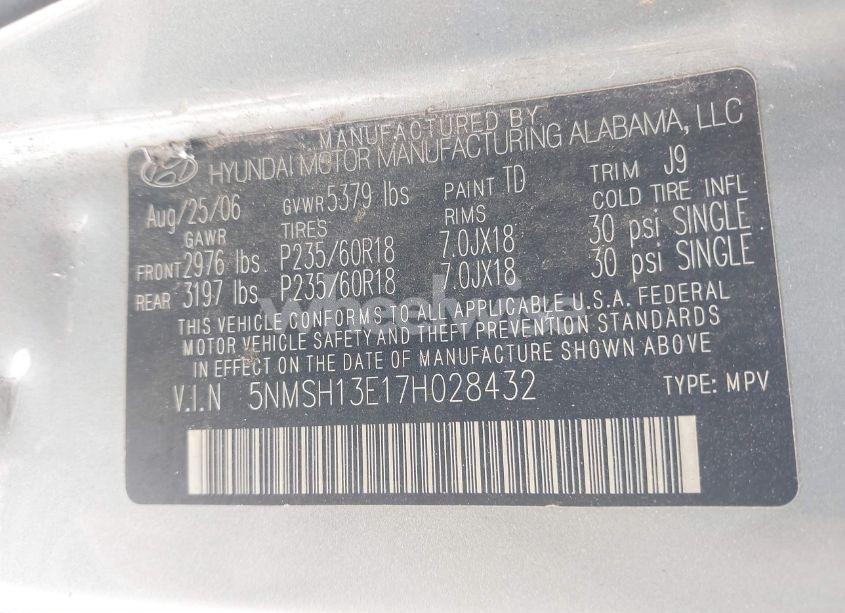 MANUFACTURED BY
HYUNDAI MOTOR MANUFACTURING ALABAMA, LLC
Aug/25/06 GVWR 5379 lbs PAINT TD TRIM J9
GAWR TIRES RIMS COLD TIRE INFL
FRONT 2976 lbs. P235/60R18 7.0JX18 30 psi SINGLE
REAR 3197 lbs P235/60R18 7.0JX18 30 psi SINGLE
THIS VEHICLE CONFORMS TO ALL APPLICABLE U.S.A. FEDERAL
MOTOR VEHICLE SAFETY AND THEFT PREVENTION STANDARDS
IN EFFECT ON THE DATE OF MANUFACTURE SHOWN ABOVE
V.I.N 5NMSH13E17H028432 TYPE: MPV